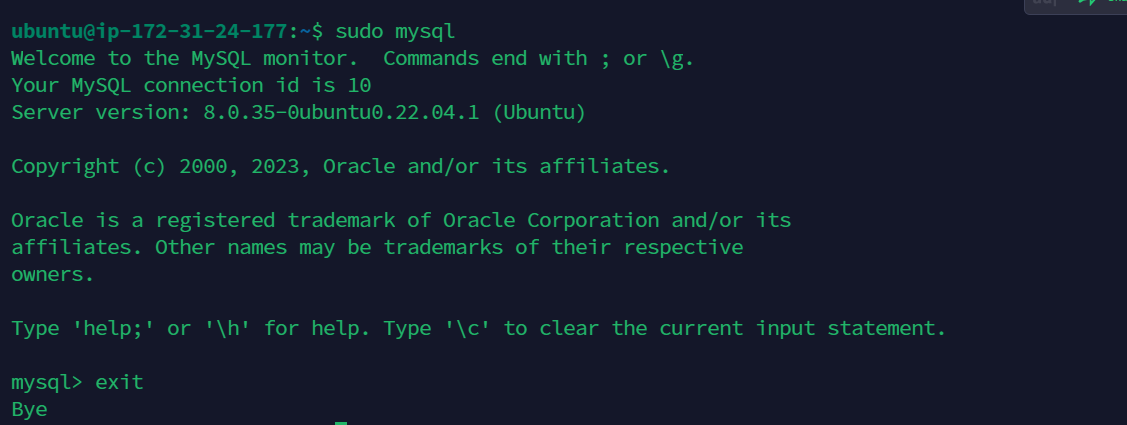 ubuntu@ip-172-31-24-177:~$ sudo mysql
Welcome to the MySQL monitor.  Commands end with ; or \g.
Your MySQL connection id is 10
Server version: 8.0.35-0ubuntu0.22.04.1 (Ubuntu)

Copyright (c) 2000, 2023, Oracle and/or its affiliates.

Oracle is a registered trademark of Oracle Corporation and/or its
affiliates. Other names may be trademarks of their respective
owners.

Type 'help;' or '\h' for help. Type '\c' to clear the current input statement.

mysql> exit
Bye